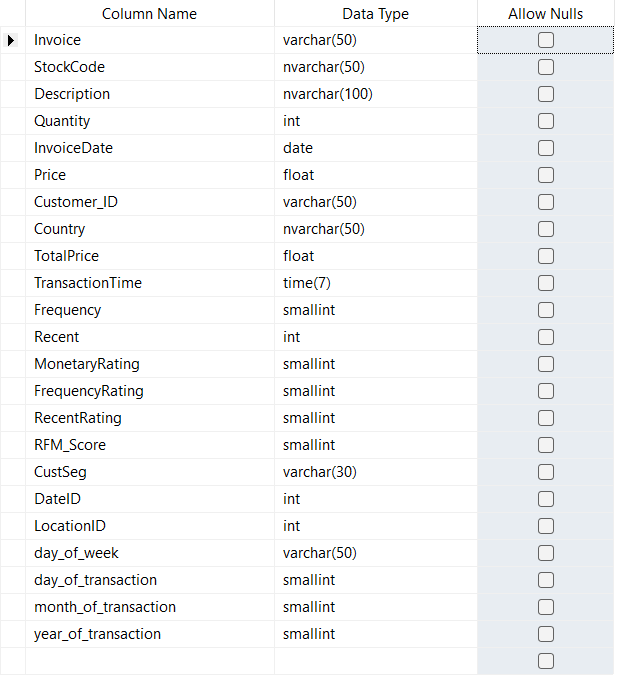 Column Name Data Type Allow Nulls
Invoice varchar(50)
StockCode nvarchar(50)
Description nvarchar(100)
Quantity int
InvoiceDate date
Price float
Customer_ID varchar(50)
Country nvarchar(50)
TotalPrice float
TransactionTime time(7)
Frequency smallint
Recent int
MonetaryRating smallint
FrequencyRating smallint
RecentRating smallint
RFM_Score smallint
CustSeg varchar(30)
DateID int
LocationID int
day_of_week varchar(50)
day_of_transaction smallint
month_of_transaction smallint
year_of_transaction smallint